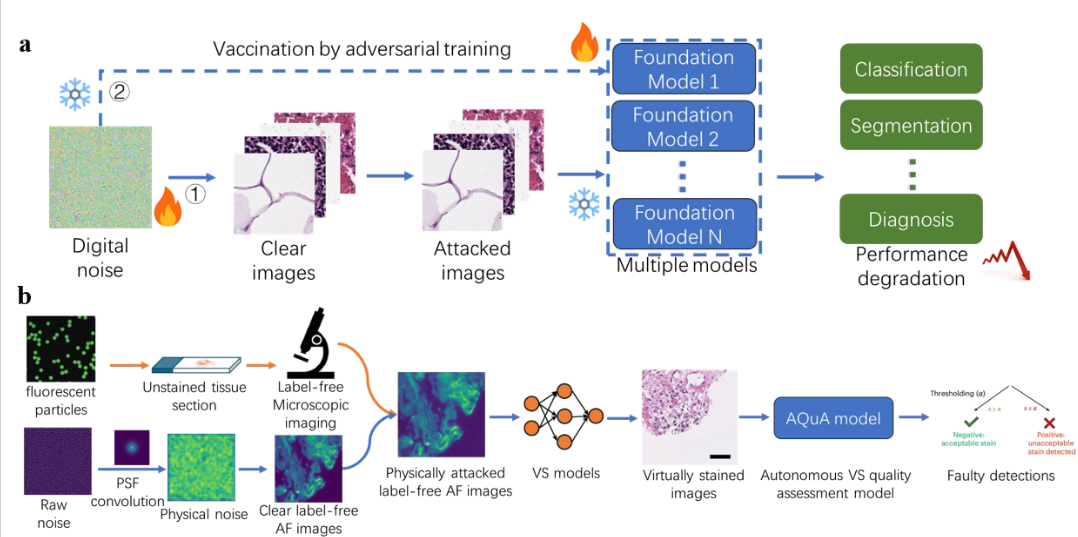 a
Vaccination by adversarial training
②
①
Digital
noise
Clear
images
Attacked
images
Foundation
Model 1
Foundation
Model 2
Foundation
Model N
Multiple models
Classification
Segmentation
Diagnosis
Performance
degradation
b
fluorescent
particles
Unstained tissue
section
Label-free
Microscopic
imaging
Raw
noise
PSF
convolution
Physical noise
Clear label-free
AF images
Physically attacked
label-free AF images
VS models
Virtually stained
images
AQuA model
Autonomous VS quality
assessment model
Thresholding (α)
Negative:
acceptable stain
Positive:
unacceptable
stain detected
Faulty detections